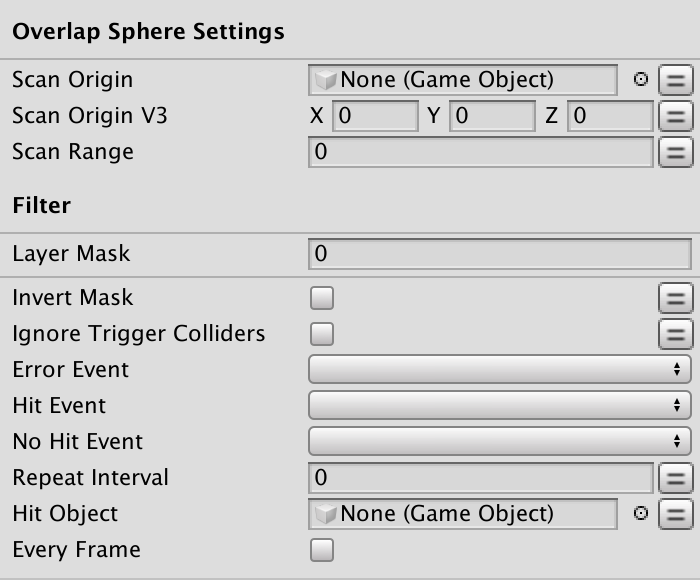 Overlap Sphere Settings
Scan Origin None (Game Object)
Scan Origin V3 X 0 Y 0 Z 0
Scan Range 0
Filter
Layer Mask 0
Invert Mask
Ignore Trigger Colliders
Error Event
Hit Event
No Hit Event
Repeat Interval 0
Hit Object None (Game Object)
Every Frame